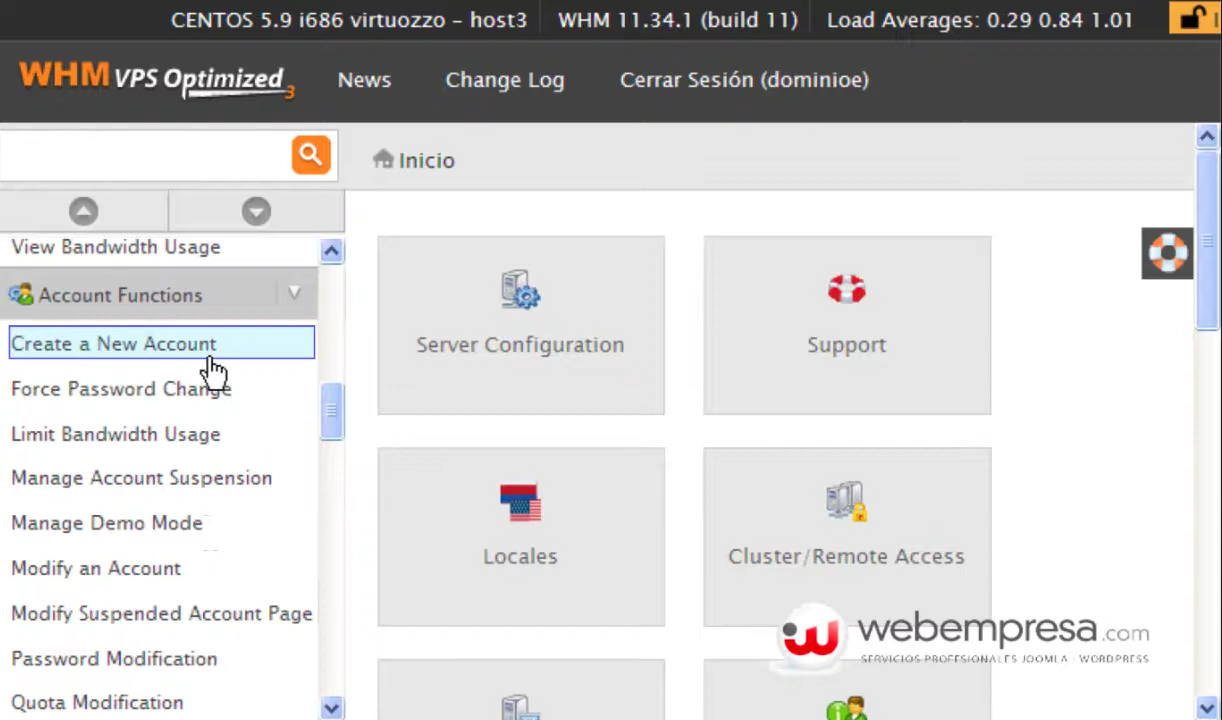 CENTOS 5.9 i686 virtuozzo – host3 WHM 11.34.1 (build 11) Load Averages: 0.29 0.84 1.01
WHM VPS Optimized 3 News Change Log Cerrar Sesión (dominioe)
Inicio
View Bandwidth Usage
Account Functions
Create a New Account
Force Password Change
Limit Bandwidth Usage
Manage Account Suspension
Manage Demo Mode
Modify an Account
Modify Suspended Account Page
Password Modification
Quota Modification
Server Configuration
Support
Locales
Cluster/Remote Access
webempresa.com
SERVICIOS PROFESIONALES JOOMLA · WORDPRESS